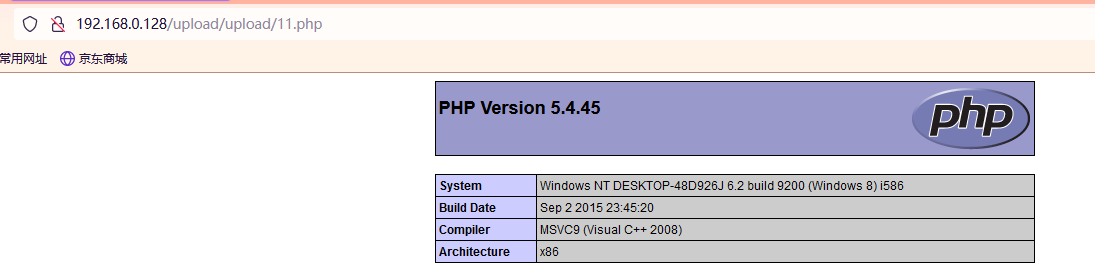 192.168.0.128/upload/upload/11.php
常用网址 京东商城
PHP Version 5.4.45
php
System Windows NT DESKTOP-48D926J 6.2 build 9200 (Windows 8) i586
Build Date Sep 2 2015 23:45:20
Compiler MSVC9 (Visual C++ 2008)
Architecture x86